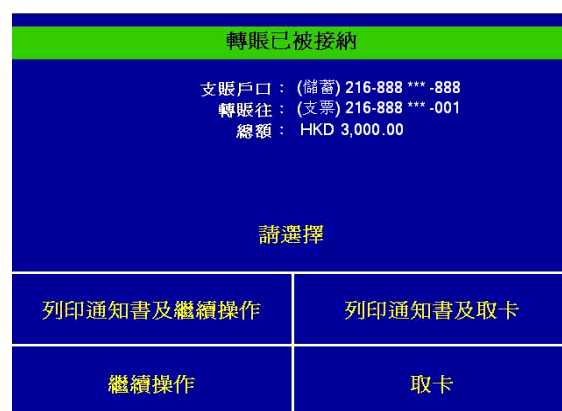 轉賬已被接納
支賬戶口： (儲蓄) 216-888 *** -888
轉賬往： (支票) 216-888 *** -001
總額： HKD 3,000.00
請選擇
列印通知書及繼續操作 列印通知書及取卡
繼續操作 取卡